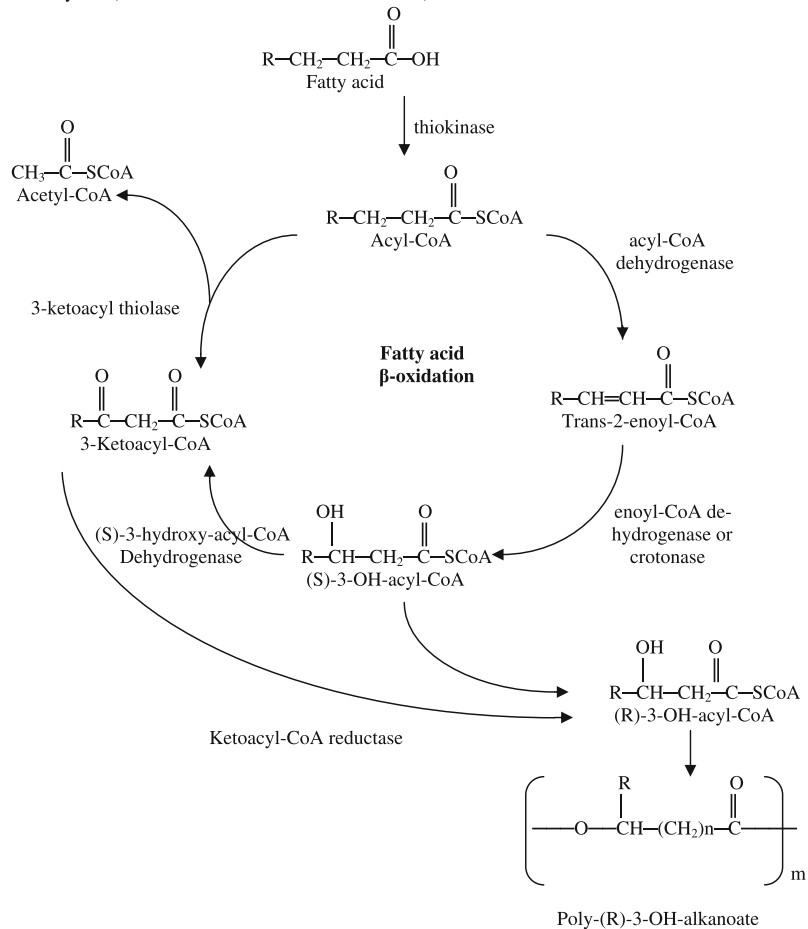 O
R—CH₂—CH₂—C—OH
Fatty acid
thiokinase
O
CH₃—C—SCoA
Acetyl-CoA
O
R—CH₂—CH₂—C—SCoA
Acyl-CoA
acyl-CoA
dehydrogenase
3-ketoacyl thiolase
Fatty acid
β-oxidation
O
R—CH=CH—C—SCoA
Trans-2-enoyl-CoA
O O
R—C—CH₂—C—SCoA
3-Ketoacyl-CoA
enoyl-CoA de-
hydrogenase or
crotonase
(S)-3-hydroxy-acyl-CoA
Dehydrogenase
OH O
R—CH—CH₂—C—SCoA
(S)-3-OH-acyl-CoA
OH O
R—CH—CH₂—C—SCoA
(R)-3-OH-acyl-CoA
Ketoacyl-CoA reductase
R O
—O—CH—(CH₂)n—C—
m
Poly-(R)-3-OH-alkanoate